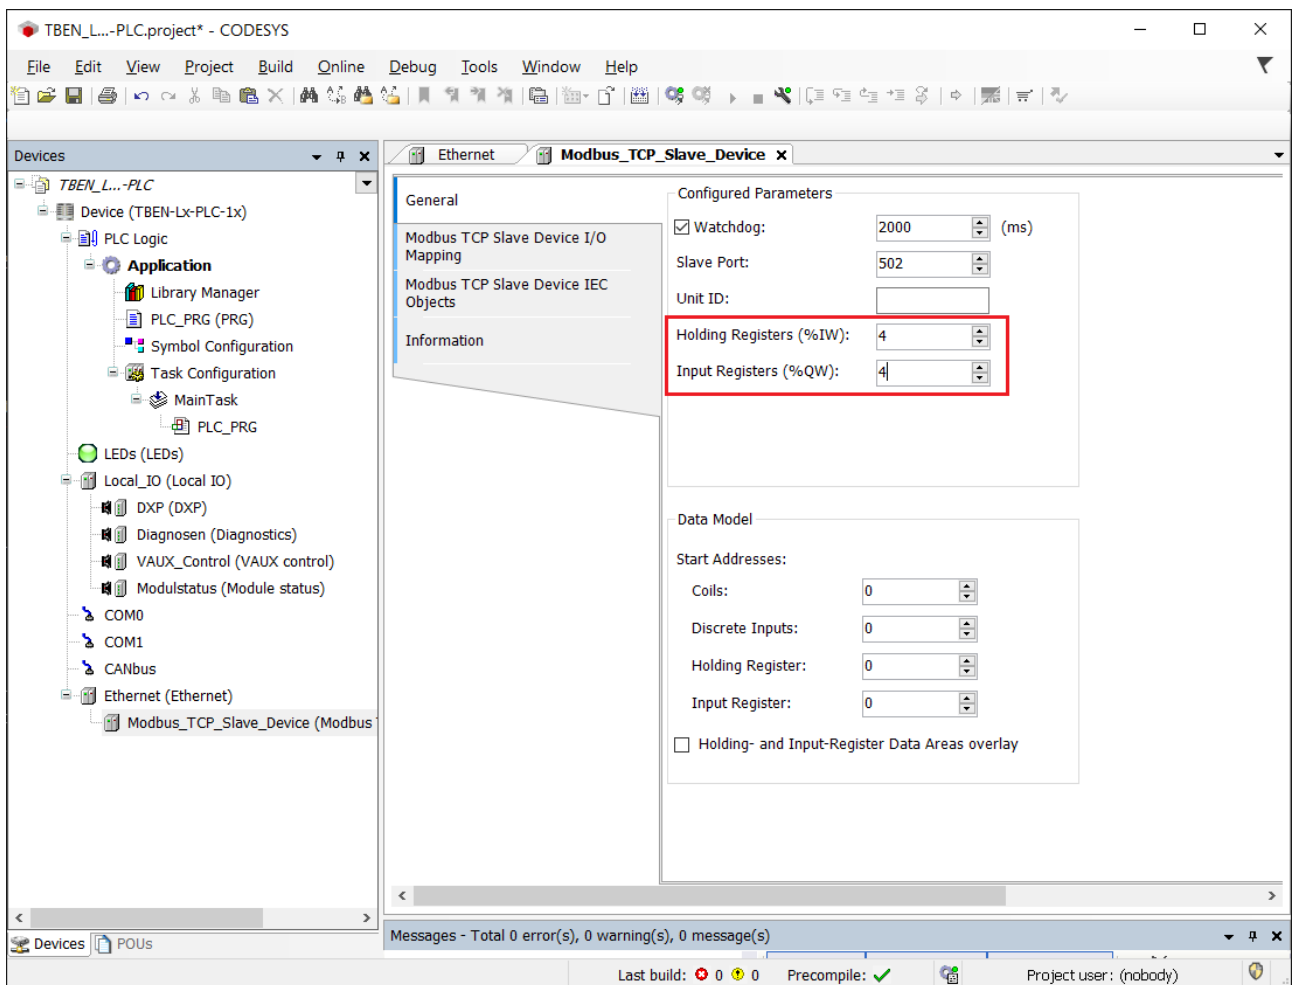 TBEN_L...-PLC.project* - CODESYS
File Edit View Project Build Online Debug Tools Window Help
Devices
TBEN_L...-PLC
Device (TBEN-Lx-PLC-1x)
PLC Logic
Application
Library Manager
PLC_PRG (PRG)
Symbol Configuration
Task Configuration
MainTask
PLC_PRG
LEDs (LEDs)
Local_IO (Local IO)
DXP (DXP)
Diagnosen (Diagnostics)
VAUX_Control (VAUX control)
Modulstatus (Module status)
COM0
COM1
CANbus
Ethernet (Ethernet)
Modbus_TCP_Slave_Device (Modbus
Devices POUs
Ethernet Modbus_TCP_Slave_Device
General
Modbus TCP Slave Device I/O
Mapping
Modbus TCP Slave Device IEC
Objects
Information
Configured Parameters
Watchdog: 2000 (ms)
Slave Port: 502
Unit ID:
Holding Registers (%IW): 4
Input Registers (%QW): 4
Data Model
Start Addresses:
Coils: 0
Discrete Inputs: 0
Holding Register: 0
Input Register: 0
Holding- and Input-Register Data Areas overlay
Messages - Total 0 error(s), 0 warning(s), 0 message(s)
Last build: 0 0 Precompile: Project user: (nobody)